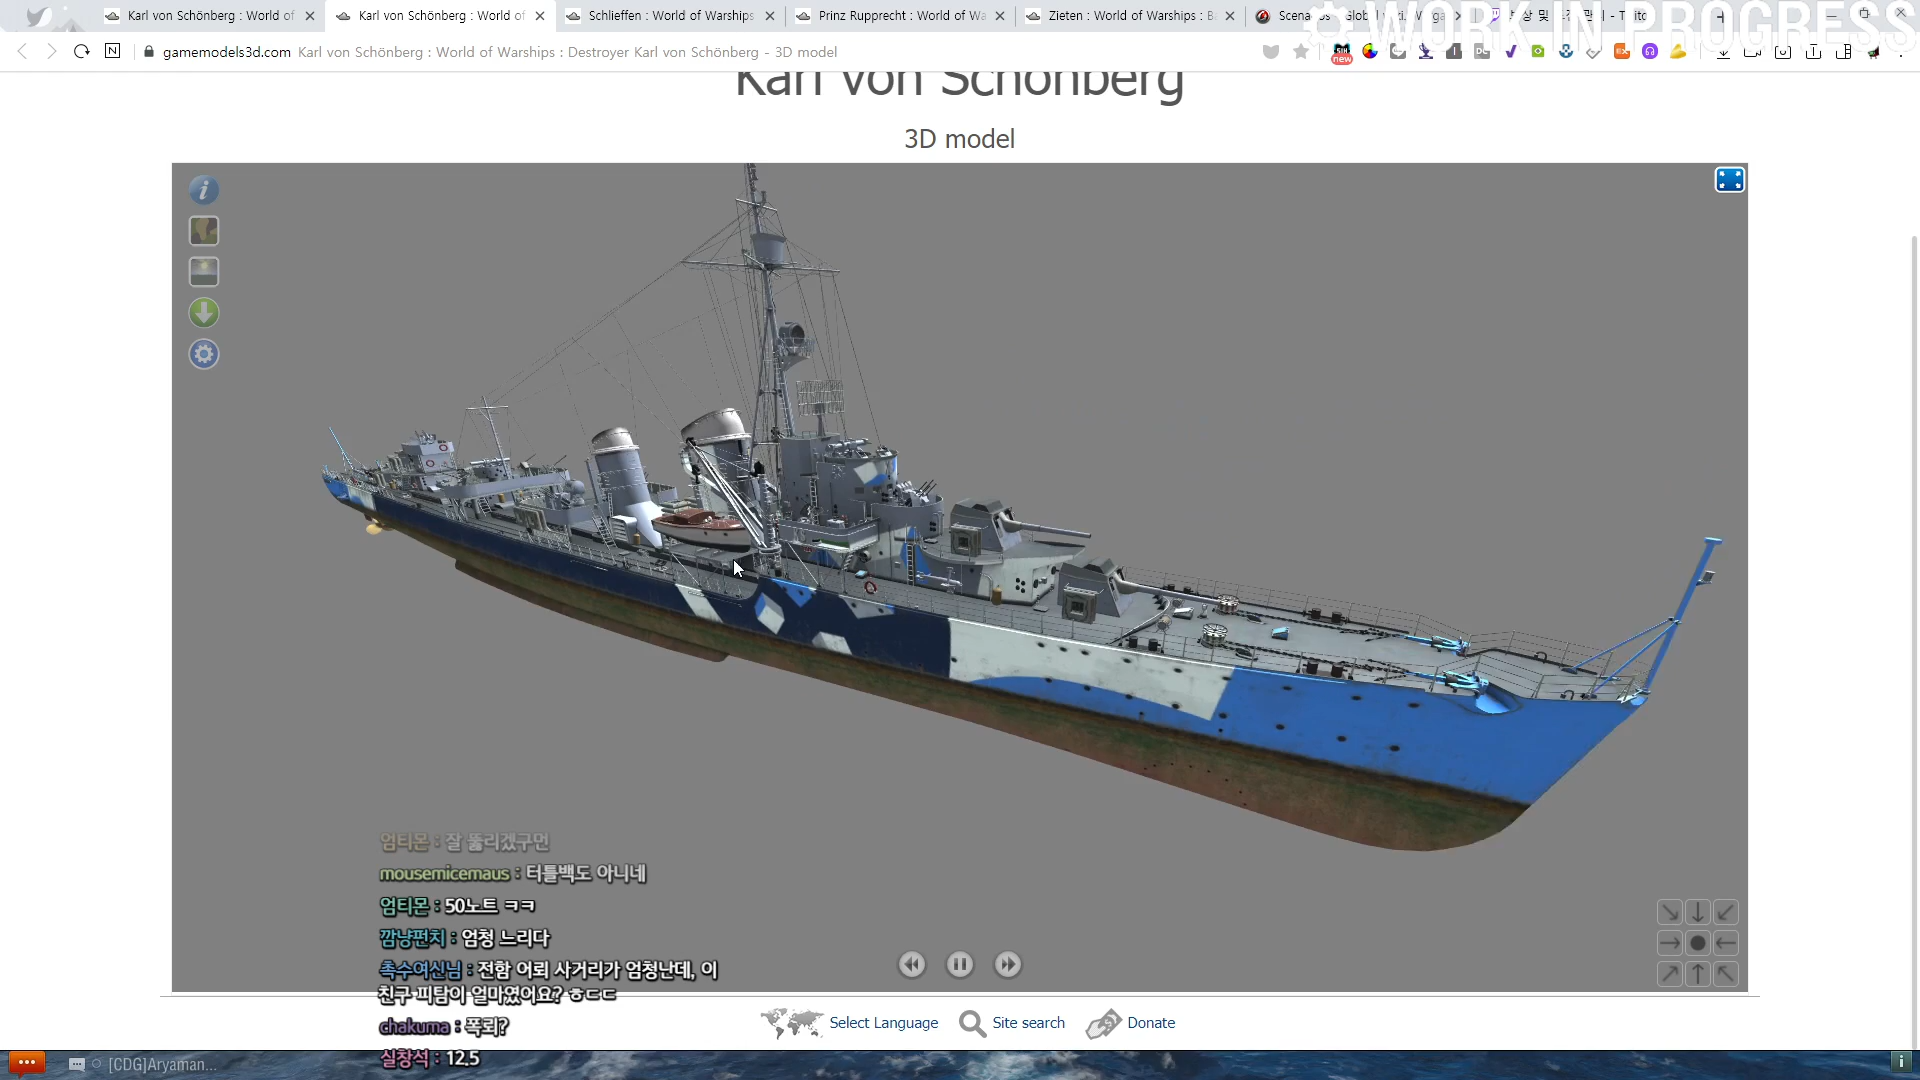 Karl von Schönberg : World of
Karl von Schönberg : World of
Schlieffen : World of Warships
Prinz Rupprecht : World of Wa
Zieten : World of Warships : B
WORK IN PROGRESS
gamemodels3d.com Karl von Schönberg : World of Warships : Destroyer Karl von Schönberg - 3D model
new
Karl von Schönberg
3D model
엄티몬 : 잘 뚫리겠구먼
mousemicemaus : 터틀백도 아니네
엄티몬 : 50노트 ㅋㅋ
깜냥펀치 : 엄청 느리다
촉수여신님 : 전함 어뢰 사거리가 엄청난데, 이
친구 피탐이 얼마였어요? ㅎㄷㄷ
chakuma : 폭뢰?
실창석 : 12.5
Select Language
Site search
Donate
[CDG]Aryaman...